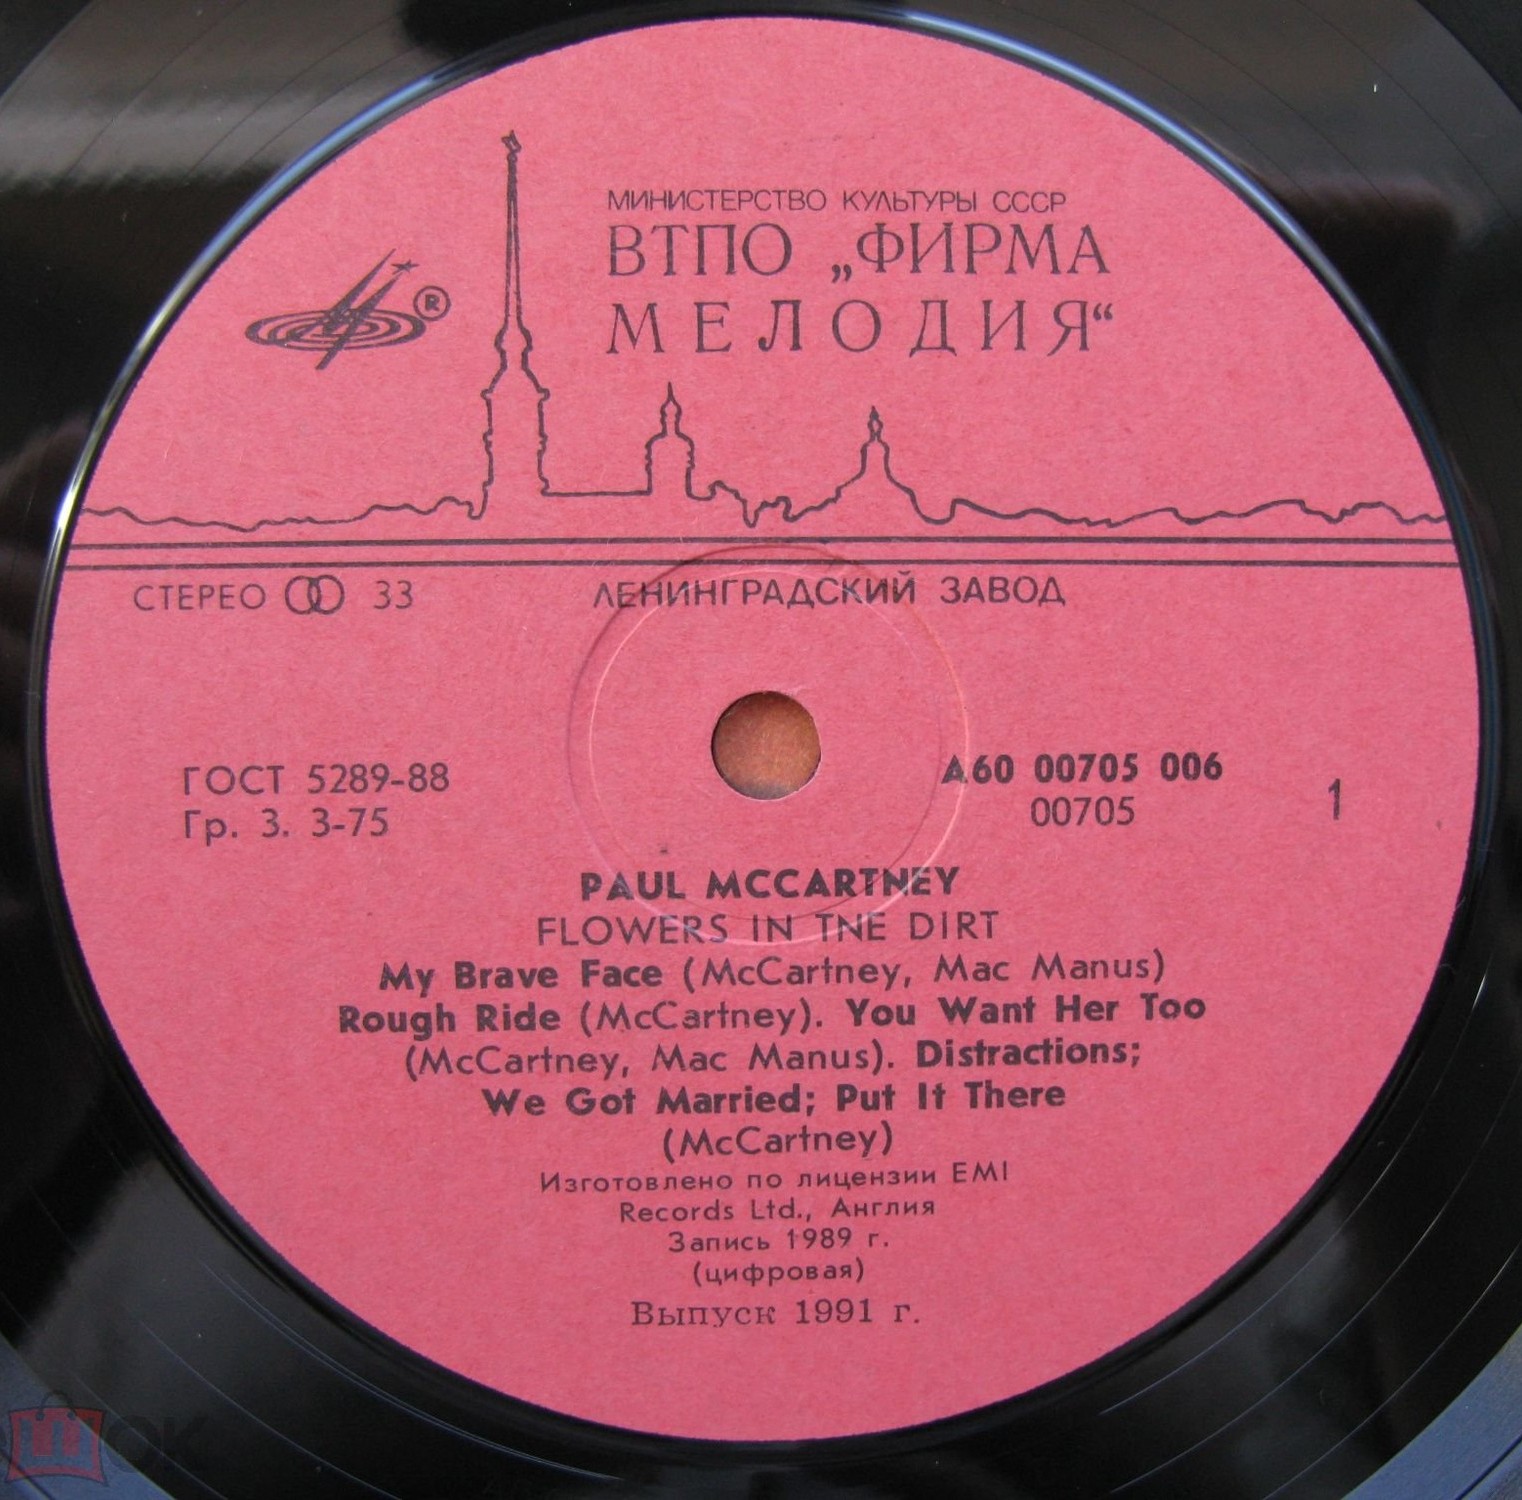 МИНИСТЕРСТВО КУЛЬТУРЫ СССР
ВТПО „ФИРМА
МЕЛОДИЯ“
®
СТЕРЕО 33 ЛЕНИНГРАДСКИЙ ЗАВОД
ГОСТ 5289-88
Гр. 3. 3-75
А60 00705 006
00705
1
PAUL MCCARTNEY
FLOWERS IN TNE DIRT
My Brave Face (McCartney, Mac Manus)
Rough Ride (McCartney). You Want Her Too
(McCartney, Mac Manus). Distractions;
We Got Married; Put It There
(McCartney)
Изготовлено по лицензии EMI
Records Ltd., Англия
Запись 1989 г.
(цифровая)
Выпуск 1991 г.